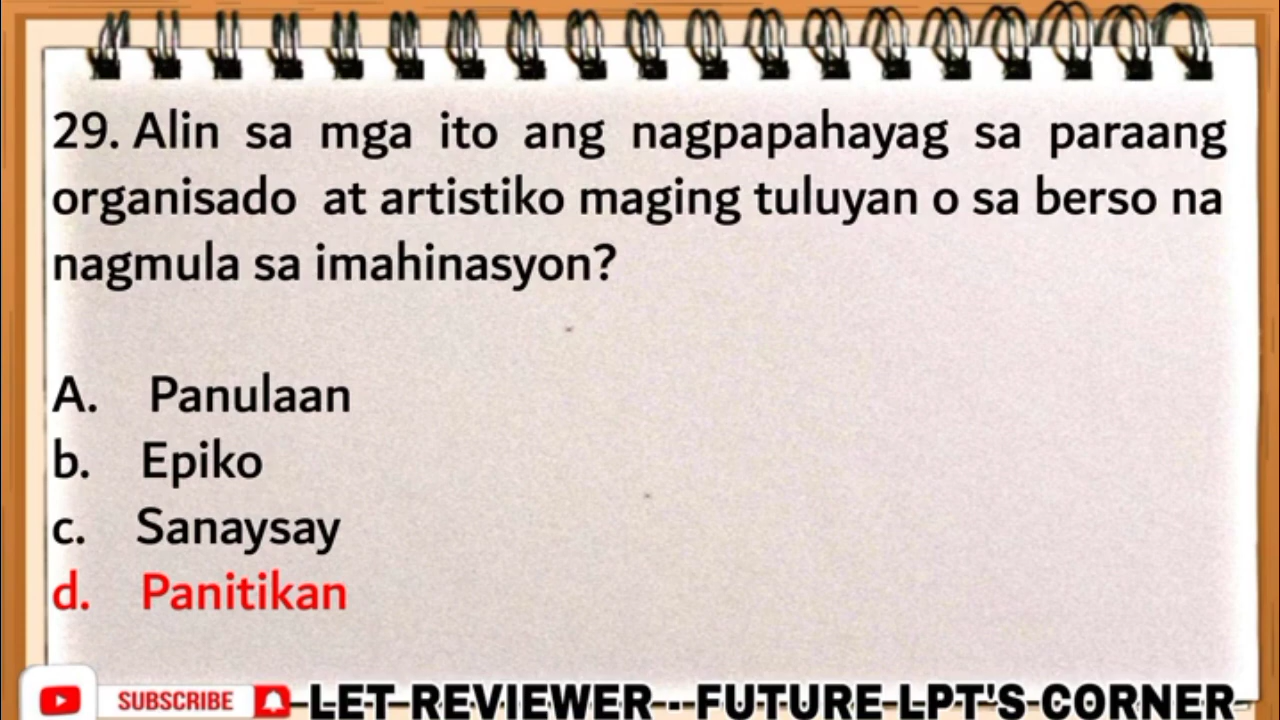 29. Alin sa mga ito ang nagpapahayag sa paraang
organisado at artistiko maging tuluyan o sa berso na
nagmula sa imahinasyon?
A. Panulaan
b. Epiko
c. Sanaysay
d. Panitikan
SUBSCRIBE LET REVIEWER - FUTURE LPT'S CORNER